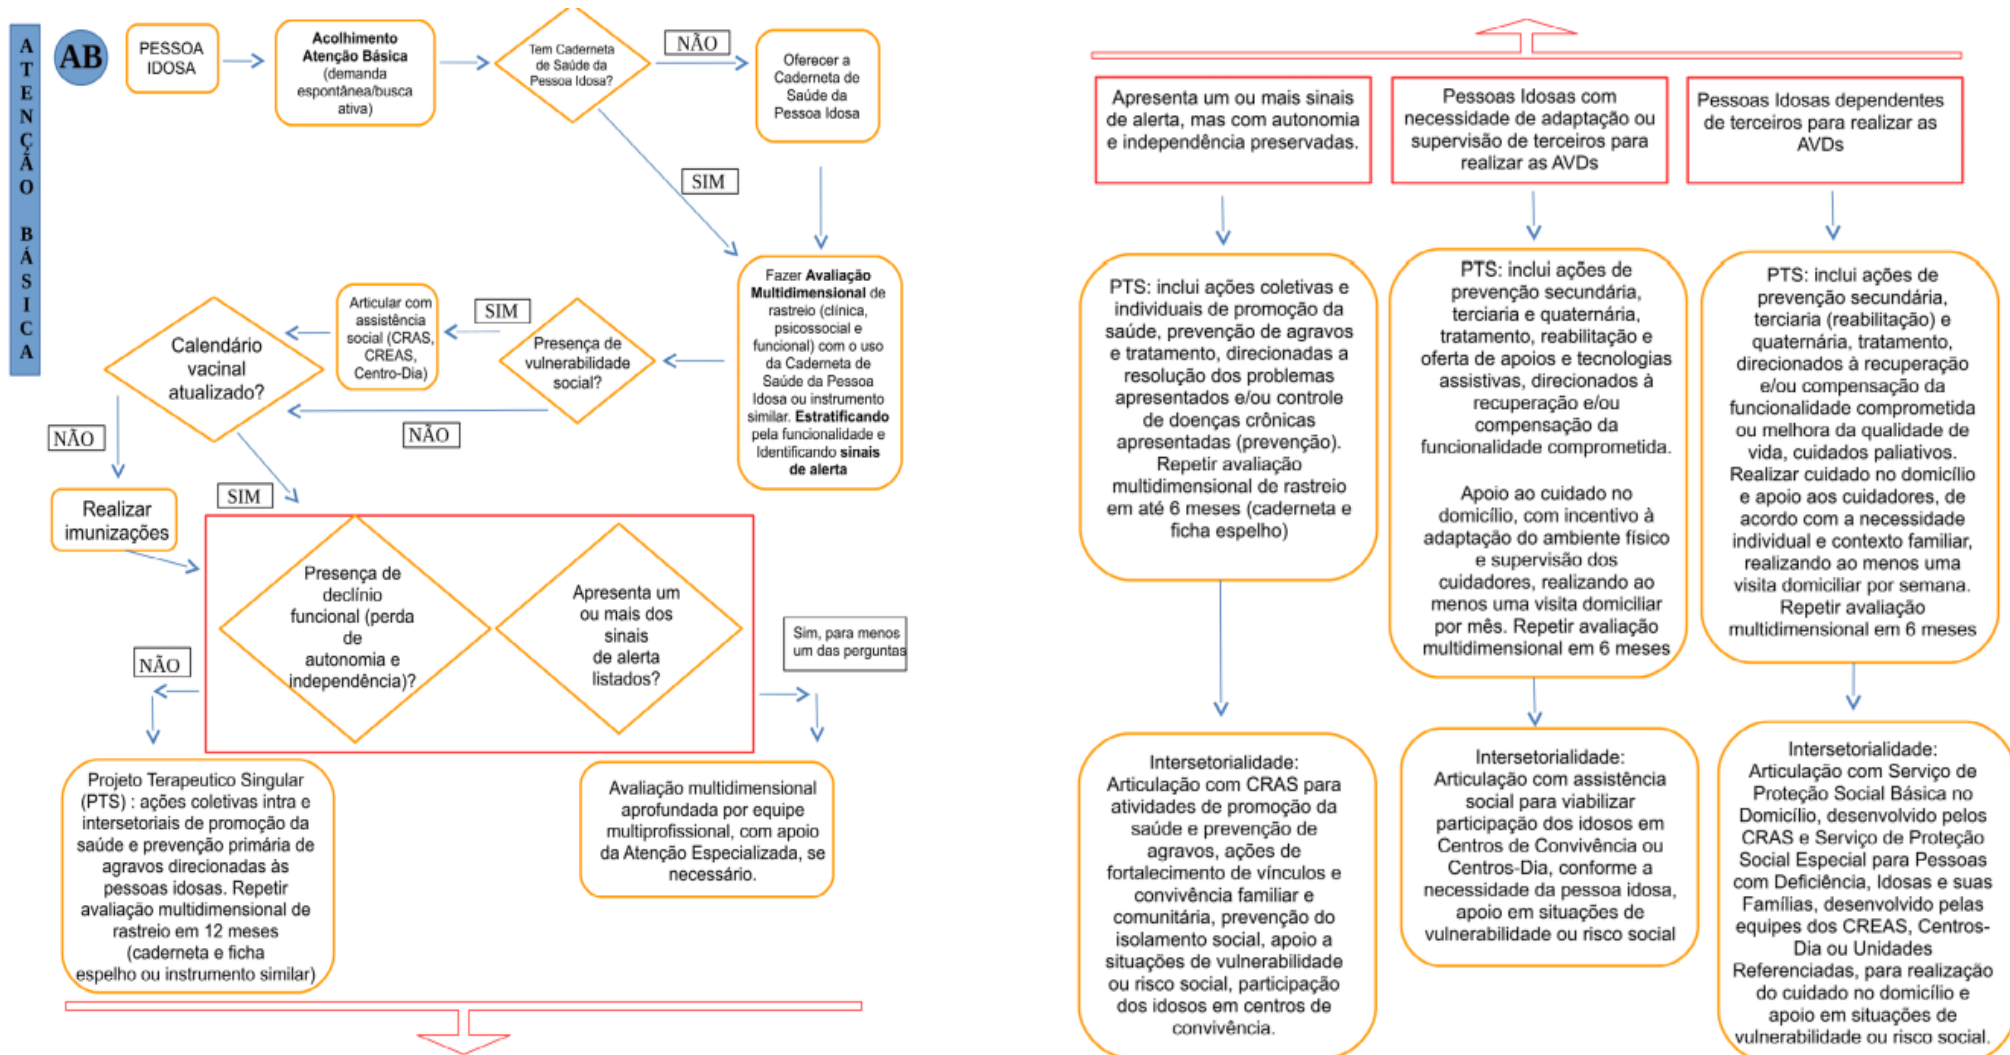 ATENÇÃO BÁSICA
AB
PESSOA
IDOSA
Acolhimento
Atenção Básica
(demanda
espontânea/busca
ativa)
Tem Caderneta
de Saúde da
Pessoa Idosa?
NÃO
Oferecer a
Caderneta de
Saúde da
Pessoa Idosa
SIM
Fazer Avaliação
Multidimensional de
rastreio (clínica,
psicossocial e
funcional) com o uso
da Caderneta de
Saúde da Pessoa
Idosa ou instrumento
similar. Estratificando
pela funcionalidade e
Identificando sinais
de alerta
Presença de
vulnerabilidade
social?
SIM
Articular com
assistência
social (CRAS,
CREAS,
Centro-Dia)
NÃO
Calendário
vacinal
atualizado?
NÃO
Realizar
imunizações
SIM
Presença de
declínio
funcional (perda
de
autonomia e
independência)?
Apresenta um
ou mais dos
sinais
de alerta
listados?
NÃO
Sim, para menos
um das perguntas
Projeto Terapeutico Singular
(PTS) : ações coletivas intra e
intersetoriais de promoção da
saúde e prevenção primária de
agravos direcionadas às
pessoas idosas. Repetir
avaliação multidimensional de
rastreio em 12 meses
(caderneta e ficha
espelho ou instrumento similar)
Avaliação multidimensional
aprofundada por equipe
multiprofissional, com apoio
da Atenção Especializada, se
necessário.
Apresenta um ou mais sinais
de alerta, mas com autonomia
e independência preservadas.
PTS: inclui ações coletivas e
individuais de promoção da
saúde, prevenção de agravos
e tratamento, direcionadas a
resolução dos problemas
apresentados e/ou controle
de doenças crônicas
apresentadas (prevenção).
Repetir avaliação
multidimensional de rastreio
em até 6 meses (caderneta e
ficha espelho)
Intersetorialidade:
Articulação com CRAS para
atividades de promoção da
saúde e prevenção de
agravos, ações de
fortalecimento de vínculos e
convivência familiar e
comunitária, prevenção do
isolamento social, apoio a
situações de vulnerabilidade
ou risco social, participação
dos idosos em centros de
convivência.
Pessoas Idosas com
necessidade de adaptação ou
supervisão de terceiros para
realizar as AVDs
PTS: inclui ações de
prevenção secundária,
terciaria e quaternária,
tratamento, reabilitação e
oferta de apoios e tecnologias
assistivas, direcionados à
recuperação e/ou
compensação da
funcionalidade comprometida.
Apoio ao cuidado no
domicílio, com incentivo à
adaptação do ambiente físico
e supervisão dos
cuidadores, realizando ao
menos uma visita domiciliar
por mês. Repetir avaliação
multidimensional em 6 meses
Intersetorialidade:
Articulação com assistência
social para viabilizar
participação dos idosos em
Centros de Convivência ou
Centros-Dia, conforme a
necessidade da pessoa idosa,
apoio em situações de
vulnerabilidade ou risco social
Pessoas Idosas dependentes
de terceiros para realizar as
AVDs
PTS: inclui ações de
prevenção secundária,
terciaria (reabilitação) e
quaternária, tratamento,
direcionados à recuperação
e/ou compensação da
funcionalidade comprometida
ou melhora da qualidade de
vida, cuidados paliativos.
Realizar cuidado no domicílio
e apoio aos cuidadores, de
acordo com a necessidade
individual e contexto familiar,
realizando ao menos uma
visita domiciliar por semana.
Repetir avaliação
multidimensional em 6 meses
Intersetorialidade:
Articulação com Serviço de
Proteção Social Básica no
Domicílio, desenvolvido pelos
CRAS e Serviço de Proteção
Social Especial para Pessoas
com Deficiência, Idosas e suas
Famílias, desenvolvido pelas
equipes dos CREAS, Centros-
Dia ou Unidades
Referenciadas, para realização
do cuidado no domicílio e
apoio em situações de
vulnerabilidade ou risco social.